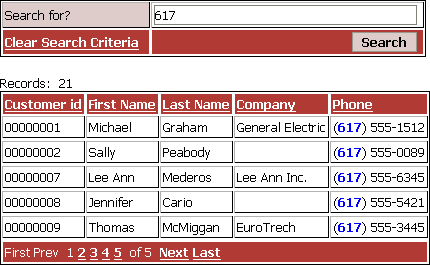 Search for? 617
Clear Search Criteria Search
Records: 21
Customer id First Name Last Name Company Phone
00000001 Michael Graham General Electric (617) 555-1512
00000002 Sally Peabody (617) 555-0089
00000007 Lee Ann Mederos Lee Ann Inc. (617) 555-6345
00000008 Jennifer Cario (617) 555-5421
00000009 Thomas McMiggan EuroTech (617) 555-3445
First Prev 1 2 3 4 5 of 5 Next Last